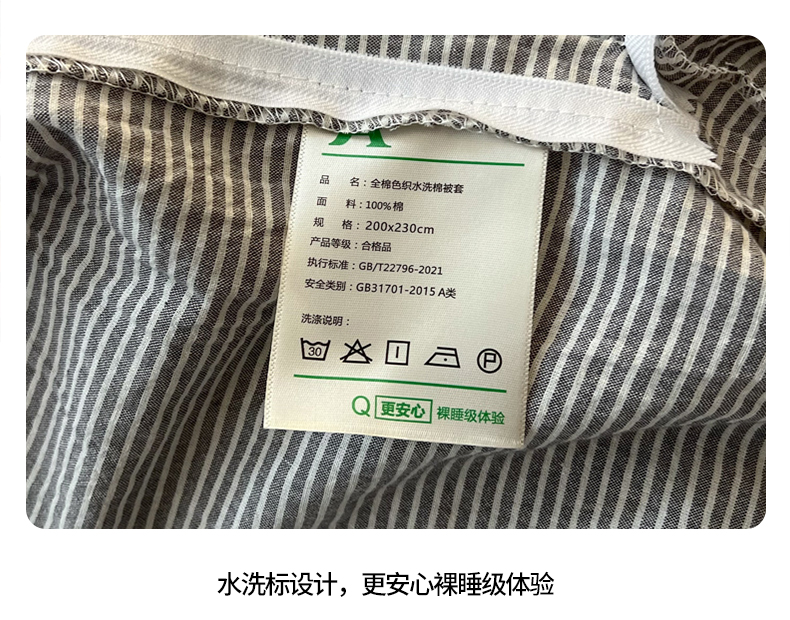 A
品 名：全棉色织水洗棉被套
面 料：100%棉
规 格：200x230cm
产品等级：合格品
执行标准：GB/T22796-2021
安全类别：GB31701-2015 A类
洗涤说明：
30 P
Q 更安心 裸睡级体验
水洗标设计，更安心裸睡级体验